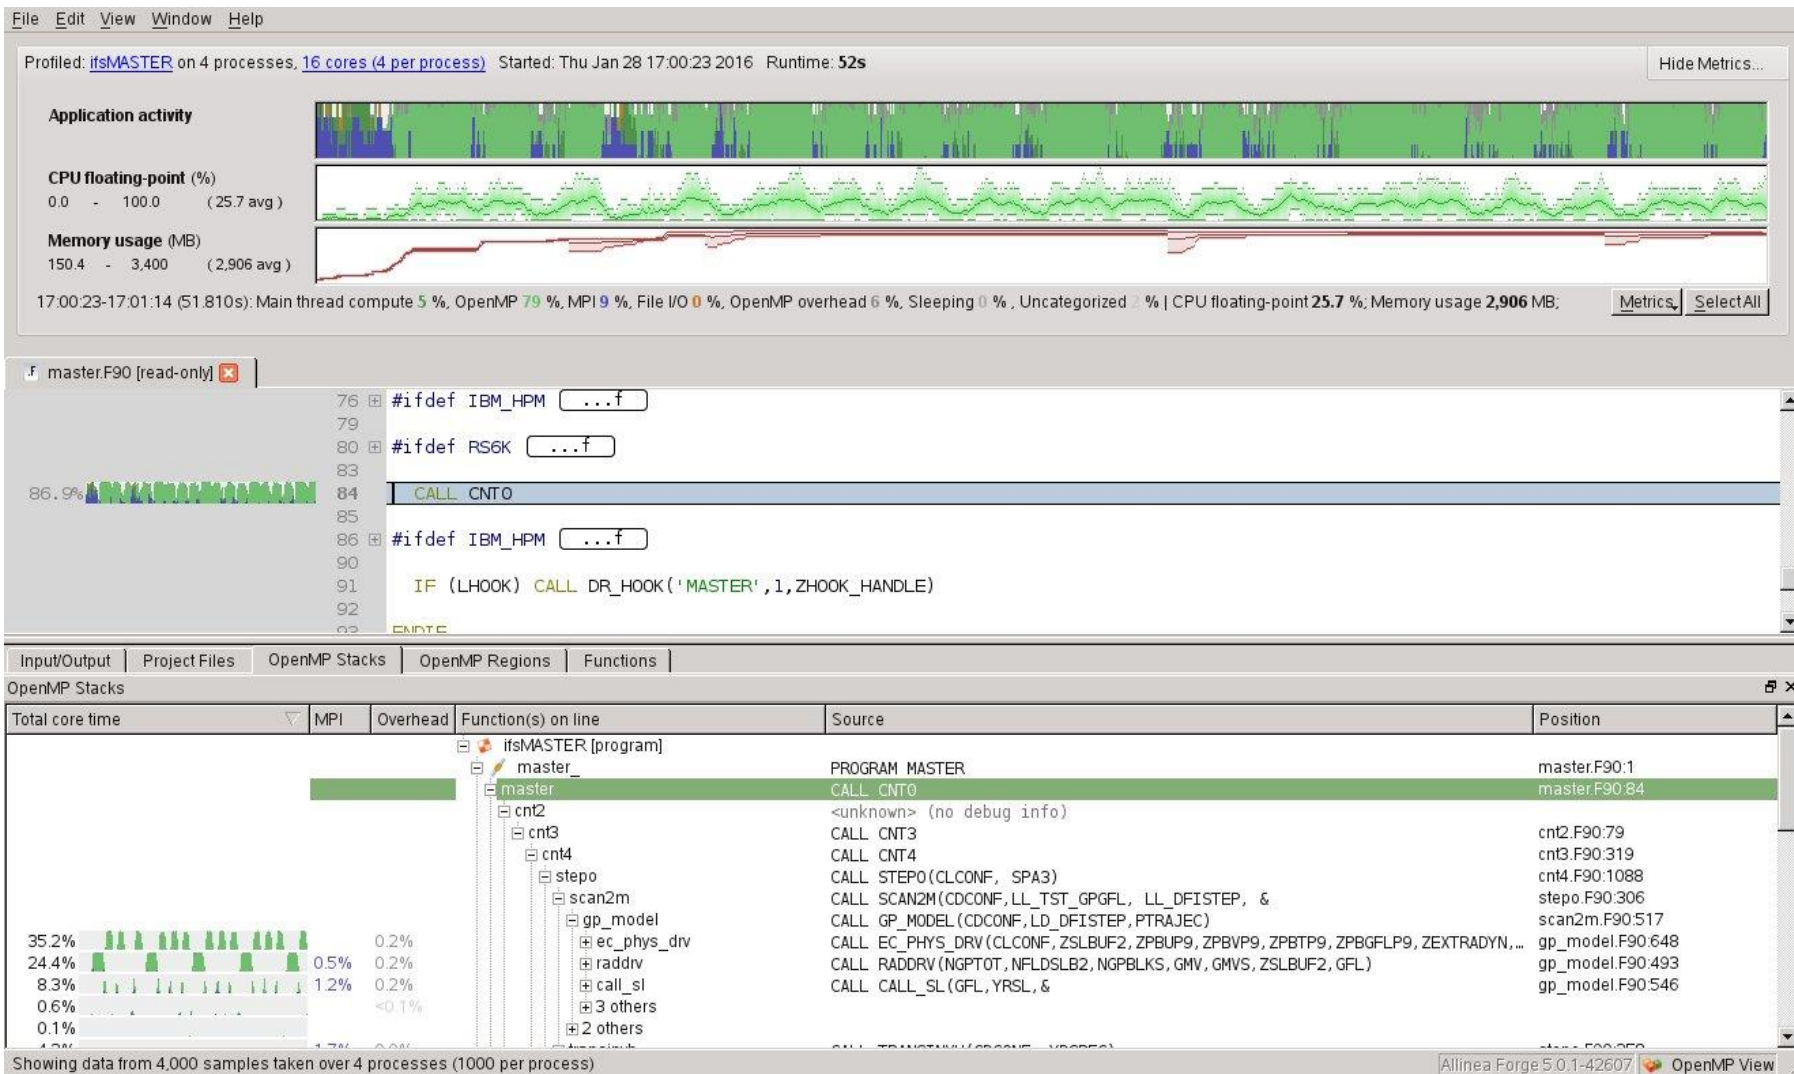 File Edit View Window Help
Profiled: ifsMASTER on 4 processes, 16 cores (4 per process) Started: Thu Jan 28 17:00:23 2016 Runtime: 52s Hide Metrics...
Application activity
CPU floating-point (%)
0.0 - 100.0 (25.7 avg)
Memory usage (MB)
150.4 - 3,400 (2,906 avg)
17:00:23-17:01:14 (51.810s): Main thread compute 5 %, OpenMP 79 %, MPI 9 %, File I/O 0 %, OpenMP overhead 6 %, Sleeping 0 %, Uncategorized 2 % | CPU floating-point 25.7 %; Memory usage 2,906 MB; Metrics Select All
.F master.F90 [read-only]
76 #ifdef IBM_HPM ...f
79
80 #ifdef RS6K ...f
83
86.9% 84 CALL CNT0
85
86 #ifdef IBM_HPM ...f
90
91 IF (LHOOK) CALL DR_HOOK('MASTER',1,ZHOOK_HANDLE)
92
93 ENDIF
Input/Output Project Files OpenMP Stacks OpenMP Regions Functions
OpenMP Stacks
Total core time MPI Overhead Function(s) on line Source Position
ifsMASTER [program]
master_ PROGRAM MASTER master.F90:1
master CALL CNT0 master.F90:84
cnt2 <unknown> (no debug info)
cnt3 CALL CNT3 cnt2.F90:79
cnt4 CALL CNT4 cnt3.F90:319
stepo CALL STEPO(CLCONF, SPA3) cnt4.F90:1088
scan2m CALL SCAN2M(CDCONF,LL_TST_GPGFL, LL_DFISTEP, & stepo.F90:306
gp_model CALL GP_MODEL(CDCONF,LD_DFISTEP,PTRAJEC) scan2m.F90:517
35.2% 0.2% ec_phys_drv CALL EC_PHYS_DRV(CLCONF,ZSLBUF2,ZPBUP9,ZPBVP9,ZPBTP9,ZPBGFLP9,ZEXTRADYN,... gp_model.F90:648
24.4% 0.5% 0.2% raddrv CALL RADDRV(NGPTOT,NFLDSLB2,NGPBLKS,GMV,GMVS,ZSLBUF2,GFL) gp_model.F90:493
8.3% 1.2% 0.2% call_sl CALL CALL_SL(GFL,YRSL,& gp_model.F90:546
0.6% <0.1% 3 others
0.1% 2 others
Showing data from 4,000 samples taken over 4 processes (1000 per process) Allinea Forge 5.0.1-42607 OpenMP View